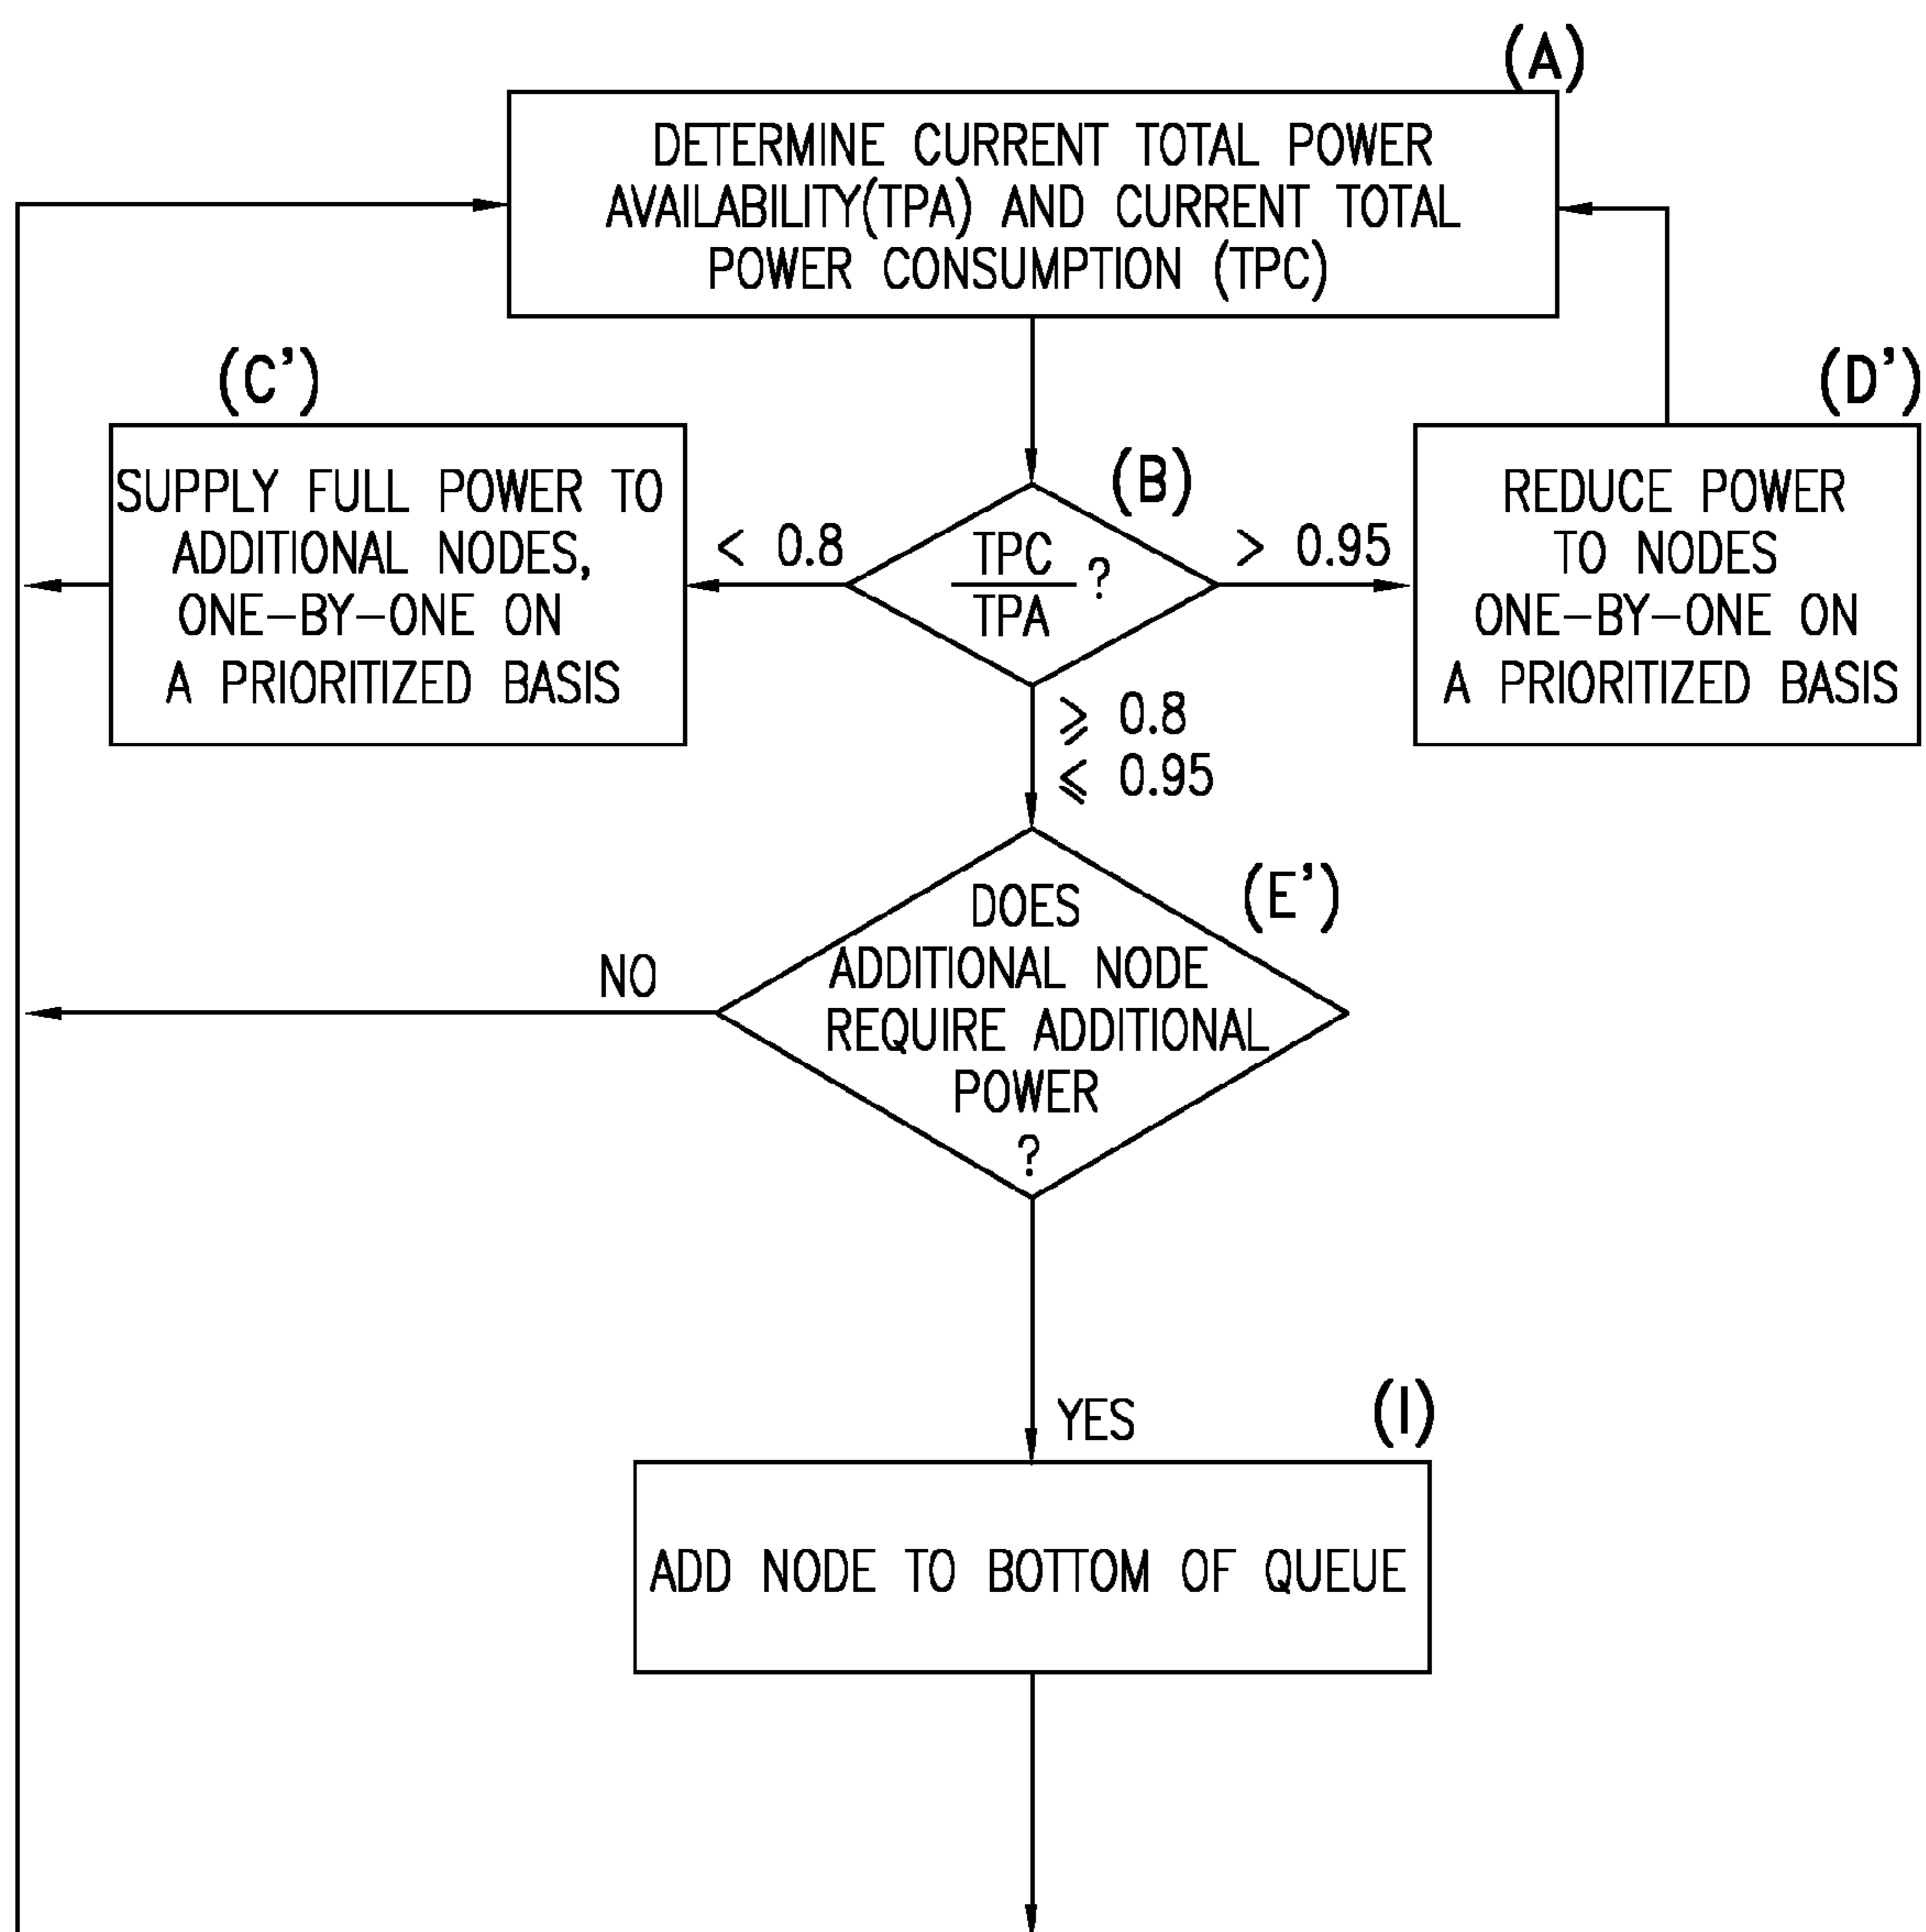 (A)
DETERMINE CURRENT TOTAL POWER
AVAILABILITY(TPA) AND CURRENT TOTAL
POWER CONSUMPTION (TPC)
(C')
SUPPLY FULL POWER TO
ADDITIONAL NODES,
ONE-BY-ONE ON
A PRIORITIZED BASIS
< 0.8
(B)
TPC
TPA
?
> 0.95
(D')
REDUCE POWER
TO NODES
ONE-BY-ONE ON
A PRIORITIZED BASIS
⩾ 0.8
⩽ 0.95
(E')
DOES
ADDITIONAL NODE
REQUIRE ADDITIONAL
POWER
?
NO
YES
(I)
ADD NODE TO BOTTOM OF QUEUE